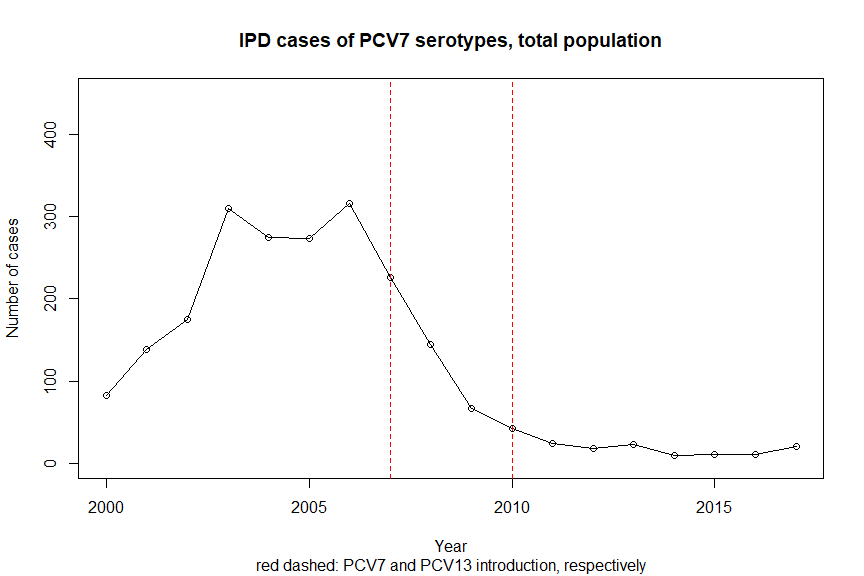 IPD cases of PCV7 serotypes, total population
Number of cases
400
300
200
100
0
2000 2005 2010 2015
Year
red dashed: PCV7 and PCV13 introduction, respectively